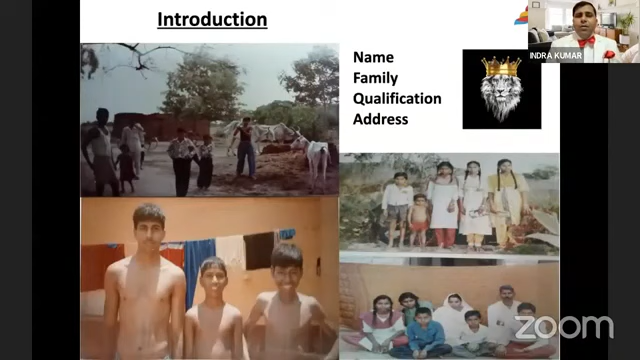 Introduction
INDRA KUMAR
Name
Family
Qualification
Address
zoom